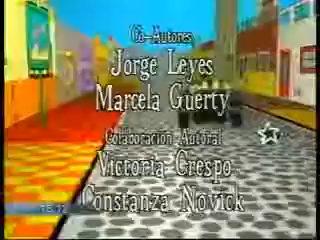 Co-Autores
Jorge Leyes
Marcela Guerty
Colaboración Autoral
Victoria Crespo
Constanza Novick